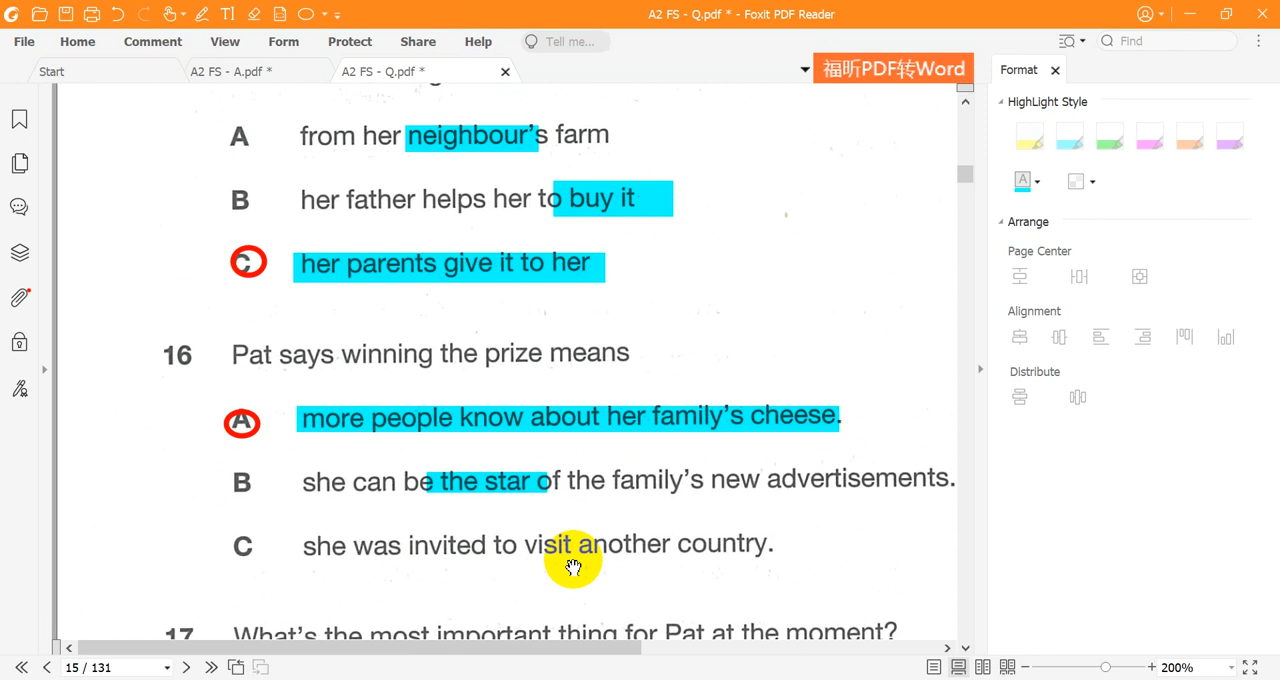 A2 FS - Q.pdf * - Foxit PDF Reader
File Home Comment View Form Protect Share Help Tell me... Find
Start A2 FS - A.pdf * A2 FS - Q.pdf * 福昕PDF转Word Format
HighLight Style
Arrange
Page Center
Alignment
Distribute
A from her neighbour's farm
B her father helps her to buy it
C her parents give it to her
16 Pat says winning the prize means
A more people know about her family's cheese.
B she can be the star of the family's new advertisements.
C she was invited to visit another country.
17 What's the most important thing for Pat at the moment?
15 / 131 200%